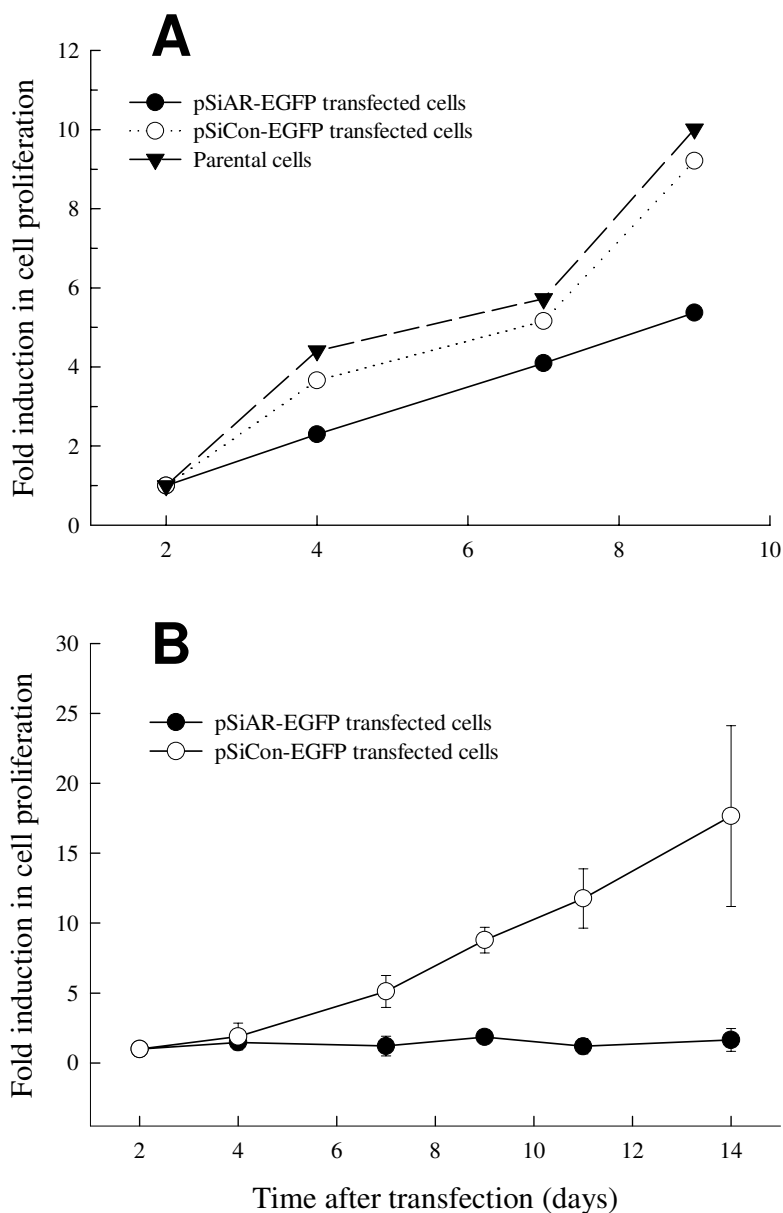 A
12
10
8
6
4
2
0
Fold induction in cell proliferation
pSiAR-EGFP transfected cells
pSiCon-EGFP transfected cells
Parental cells
2 4 6 8 10
B
30
25
20
15
10
5
0
Fold induction in cell proliferation
pSiAR-EGFP transfected cells
pSiCon-EGFP transfected cells
2 4 6 8 10 12 14
Time after transfection (days)